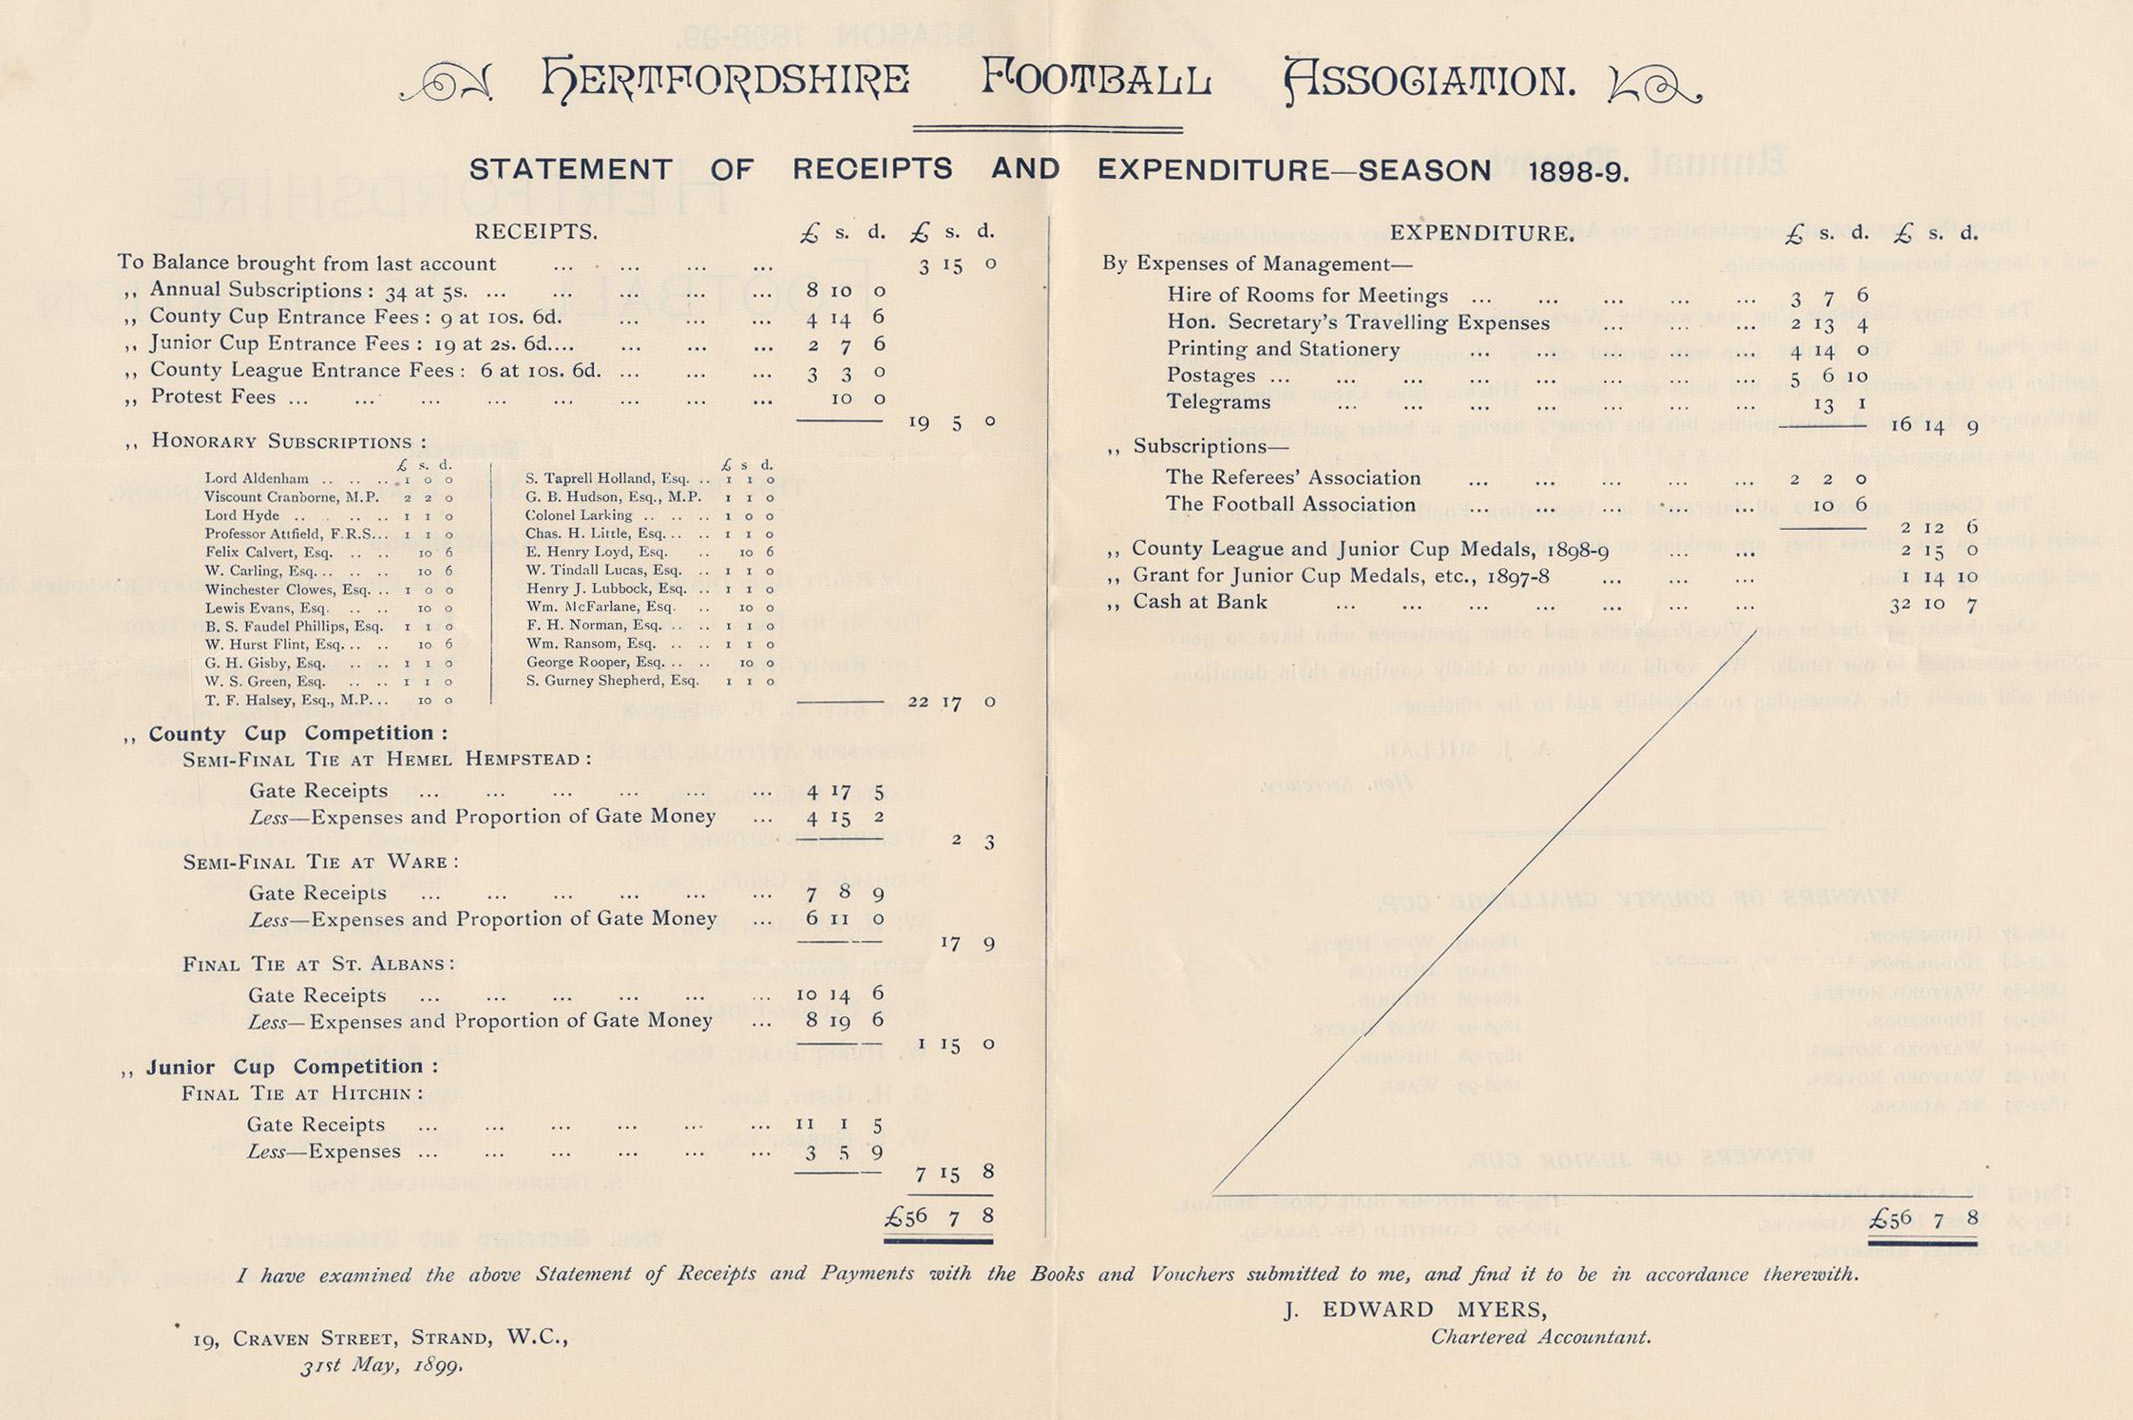 HERTFORDSHIRE FOOTBALL ASSOCIATION.
STATEMENT OF RECEIPTS AND EXPENDITURE—SEASON 1898-9.
RECEIPTS. £ s. d. £ s. d.
To Balance brought from last account ... ... ... ... 3 15 0
,, Annual Subscriptions: 34 at 5s. ... ... ... ... ... 8 10 0
,, County Cup Entrance Fees: 9 at 10s. 6d. ... ... ... 4 14 6
,, Junior Cup Entrance Fees: 19 at 2s. 6d.... ... ... ... 2 7 6
,, County League Entrance Fees: 6 at 10s. 6d. ... ... ... 3 3 0
,, Protest Fees ... ... ... ... ... ... ... ... 10 0
19 5 0
,, HONORARY SUBSCRIPTIONS:
£ s. d.
Lord Aldenham .. .. .. 1 0 0
Viscount Cranborne, M.P. 2 2 0
Lord Hyde .. .. .. .. 1 1 0
Professor Attfield, F.R.S... 1 1 0
Felix Calvert, Esq. .. .. 10 6
W. Carling, Esq. .. .. .. 10 6
Winchester Clowes, Esq. .. 1 0 0
Lewis Evans, Esq. .. .. 10 0
B. S. Faudel Phillips, Esq. 1 1 0
W. Hurst Flint, Esq. .. .. 10 6
G. H. Gisby, Esq. .. .. 1 1 0
W. S. Green, Esq. .. .. 1 1 0
T. F. Halsey, Esq., M.P... 10 0
£ s d.
S. Taprell Holland, Esq. .. 1 1 0
G. B. Hudson, Esq., M.P. 1 1 0
Colonel Larking .. .. .. 1 0 0
Chas. H. Little, Esq. .. .. 1 1 0
E. Henry Loyd, Esq. .. 10 6
W. Tindall Lucas, Esq. .. 1 1 0
Henry J. Lubbock, Esq. .. 1 1 0
Wm. McFarlane, Esq. .. 10 0
F. H. Norman, Esq. .. .. 1 1 0
Wm. Ransom, Esq. .. .. 1 1 0
George Rooper, Esq. .. .. 10 0
S. Gurney Shepherd, Esq. 1 1 0
22 17 0
,, County Cup Competition:
SEMI-FINAL TIE AT HEMEL HEMPSTEAD:
Gate Receipts ... ... ... ... ... ... 4 17 5
Less—Expenses and Proportion of Gate Money ... 4 15 2
2 3
SEMI-FINAL TIE AT WARE:
Gate Receipts ... ... ... ... ... ... 7 8 9
Less—Expenses and Proportion of Gate Money ... 6 11 0
17 9
FINAL TIE AT ST. ALBANS:
Gate Receipts ... ... ... ... ... ... 10 14 6
Less—Expenses and Proportion of Gate Money ... 8 19 6
1 15 0
,, Junior Cup Competition:
FINAL TIE AT HITCHIN:
Gate Receipts ... ... ... ... ... ... 11 1 5
Less—Expenses ... ... ... ... ... ... 3 5 9
7 15 8
£56 7 8
EXPENDITURE. £ s. d. £ s. d.
By Expenses of Management—
Hire of Rooms for Meetings ... ... ... ... ... 3 7 6
Hon. Secretary's Travelling Expenses ... ... ... 2 13 4
Printing and Stationery ... ... ... ... ... 4 14 0
Postages ... ... ... ... ... ... ... ... 5 6 10
Telegrams ... ... ... ... ... ... ... 13 1
16 14 9
,, Subscriptions—
The Referees' Association ... ... ... ... ... 2 2 0
The Football Association ... ... ... ... ... 10 6
2 12 6
,, County League and Junior Cup Medals, 1898-9 ... ... 2 15 0
,, Grant for Junior Cup Medals, etc., 1897-8 ... ... ... 1 14 10
,, Cash at Bank ... ... ... ... ... ... ... 32 10 7
£56 7 8
I have examined the above Statement of Receipts and Payments with the Books and Vouchers submitted to me, and find it to be in accordance therewith.
J. EDWARD MYERS,
Chartered Accountant.
19, CRAVEN STREET, STRAND, W.C.,
31st May, 1899.